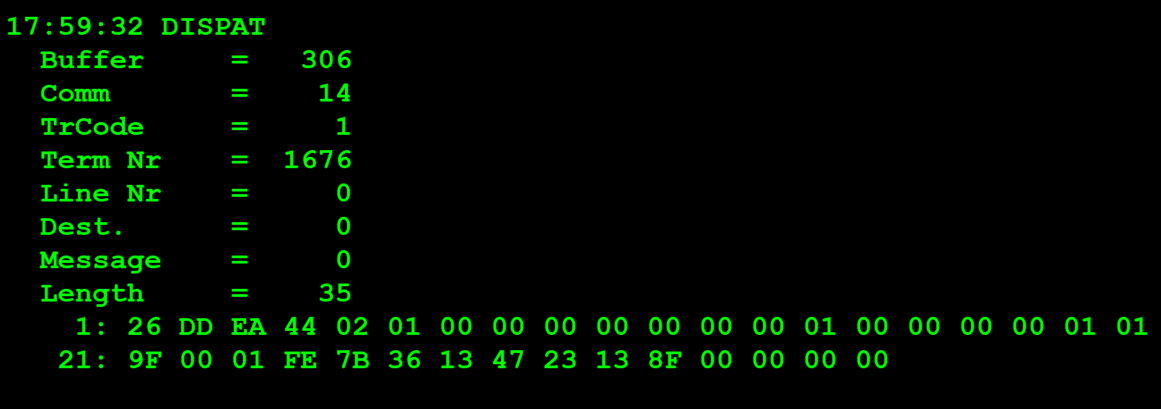 17:59:32 DISPAT
Buffer = 306
Comm = 14
TrCode = 1
Term Nr = 1676
Line Nr = 0
Dest. = 0
Message = 0
Length = 35
1: 26 DD EA 44 02 01 00 00 00 00 00 00 00 01 00 00 00 00 01 01
21: 9F 00 01 FE 7B 36 13 47 23 13 8F 00 00 00 00